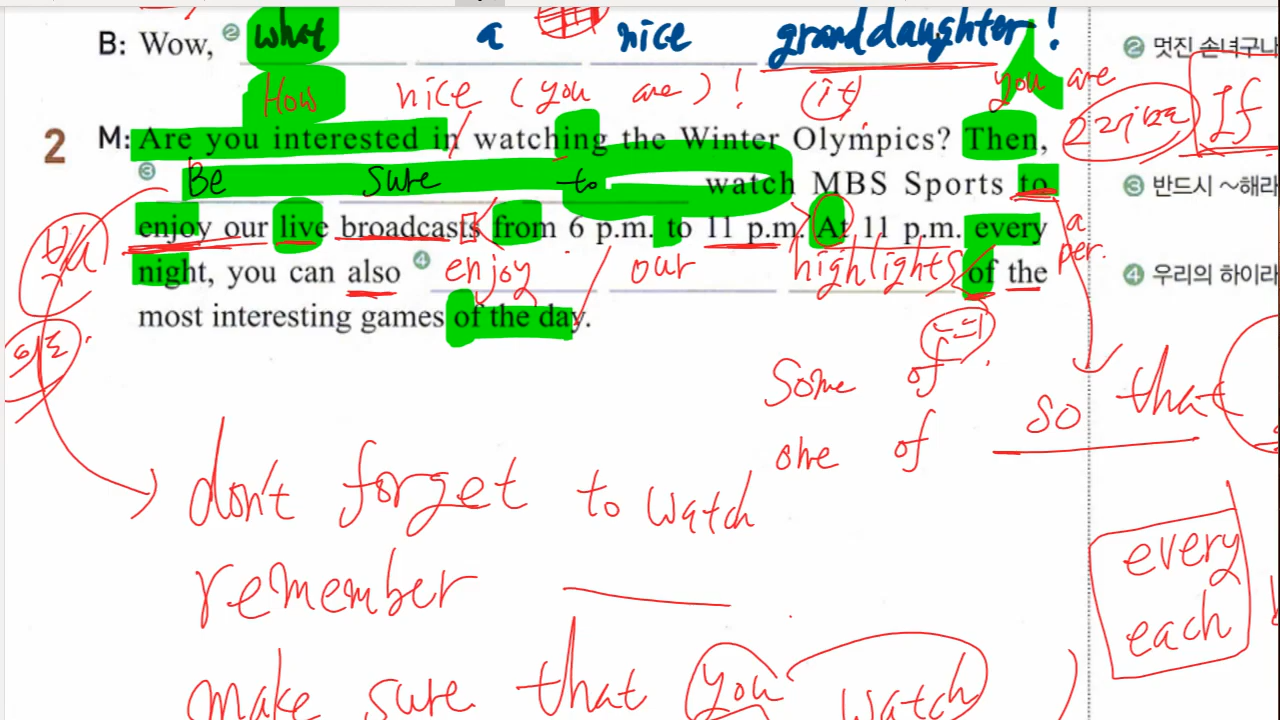 B: Wow, ② what a nice granddaughter!
② 멋진 손녀구나
How nice (you are)! (it) you are
If
2 M: Are you interested in watching the Winter Olympics? Then,
③ Be sure to watch MBS Sports to
③ 반드시 ~해라
enjoy our live broadcasts from 6 p.m. to 11 p.m. At 11 p.m. every
a per.
night, you can also ④ enjoy our highlights of the
④ 우리의 하이라
most interesting games of the day.
Some of
one of
so that
don't forget to watch
remember
every
each
make sure that you watch